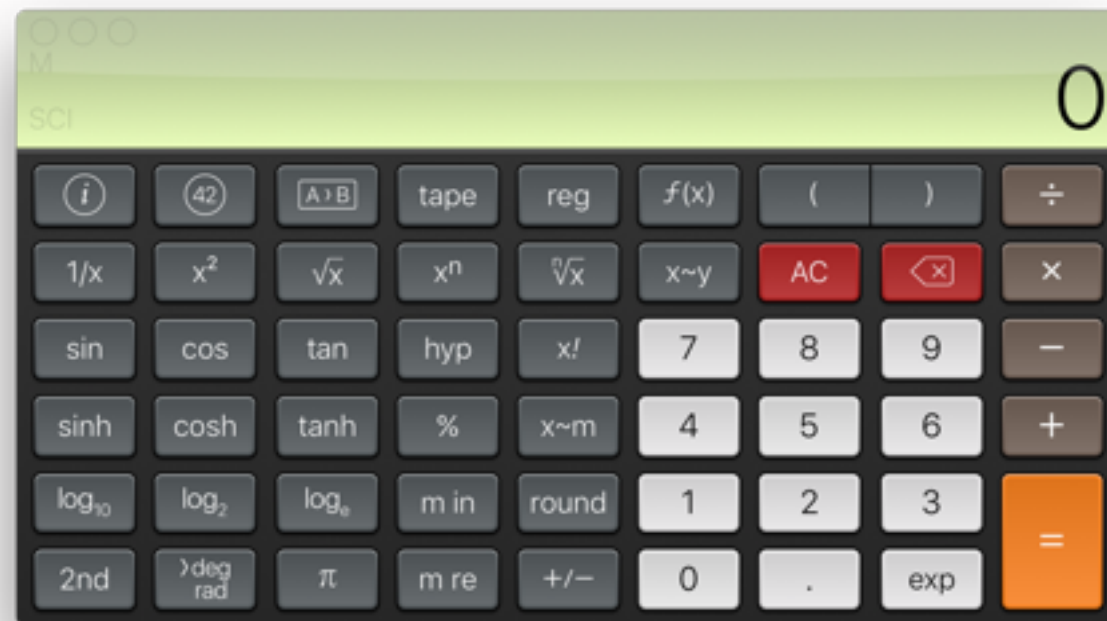 M
0
SCI
i 42 A›B tape reg ƒ(x) ( ) ÷
1/x x² √x xⁿ ⁿ√x x~y AC ×
sin cos tan hyp x! 7 8 9 −
sinh cosh tanh % x~m 4 5 6 +
log₁₀ log₂ logₑ m in round 1 2 3
=
2nd ›deg rad π m re +/− 0 . exp